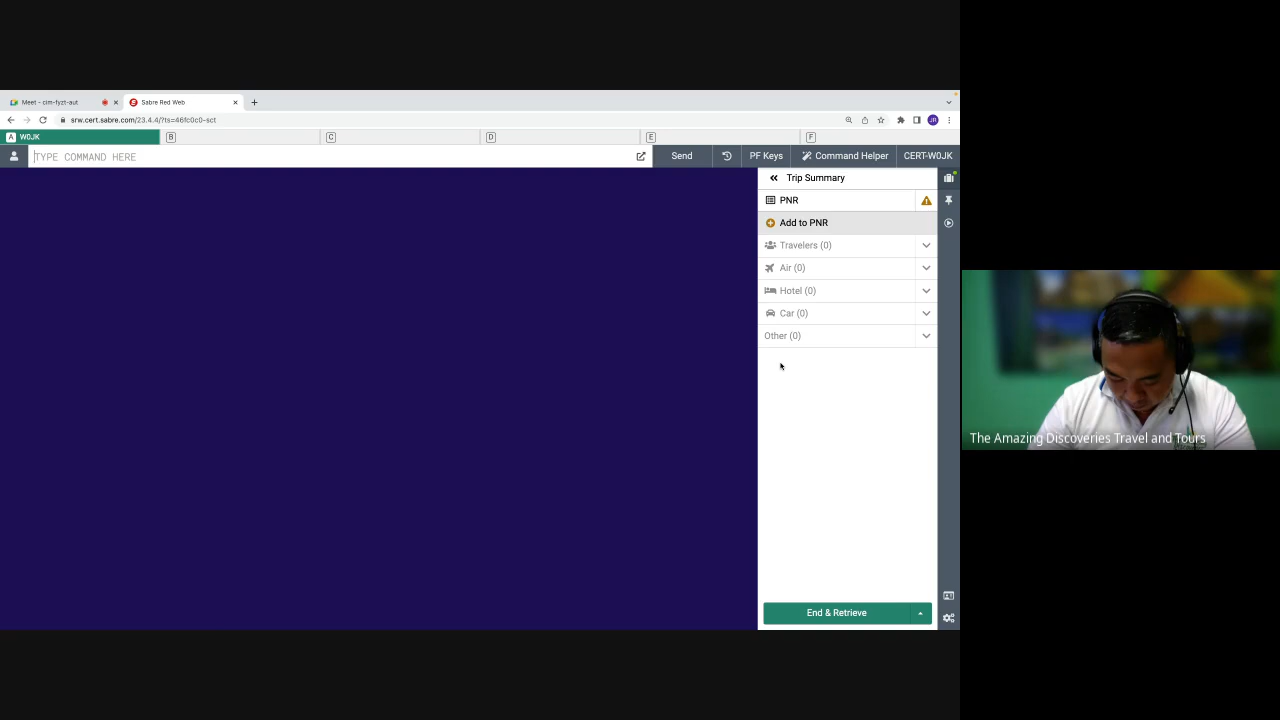 Meet - cim-fyzt-aut
Sabre Red Web
srw.cert.sabre.com/23.4.4/?ts=46fc0c0-sct
JR
A W0JK
B
C
D
E
F
TYPE COMMAND HERE
Send
PF Keys
Command Helper
CERT-W0JK
Trip Summary
PNR
Add to PNR
Travelers (0)
Air (0)
Hotel (0)
Car (0)
Other (0)
End & Retrieve
The Amazing Discoveries Travel and Tours